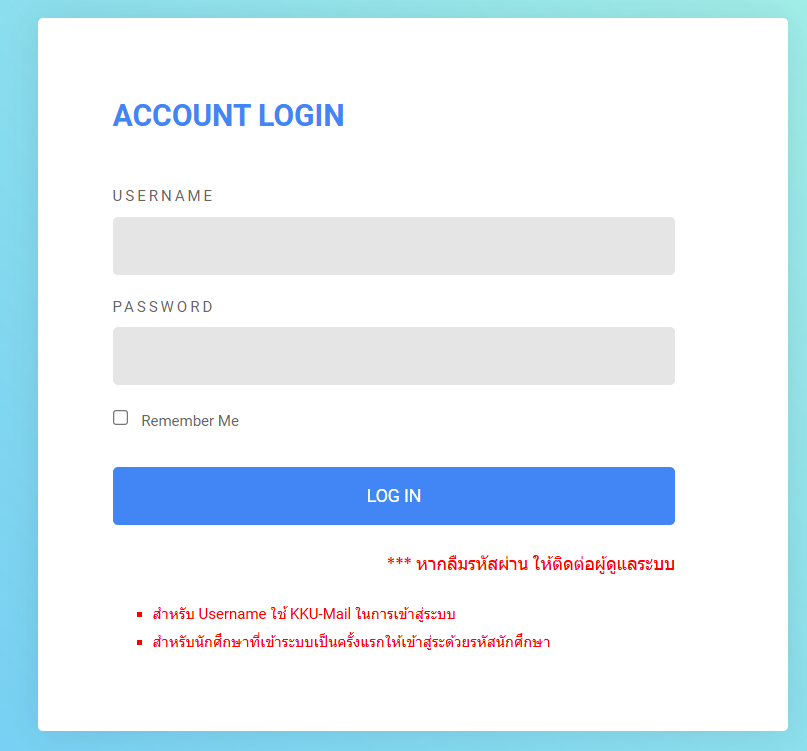 ACCOUNT LOGIN
USERNAME
PASSWORD
Remember Me
LOG IN
*** หากลืมรหัสผ่าน ให้ติดต่อผู้ดูแลระบบ
สำหรับ Username ใช้ KKU-Mail ในการเข้าสู่ระบบ
สำหรับนักศึกษาที่เข้าระบบเป็นครั้งแรกให้เข้าสู่ระด้วยรหัสนักศึกษา